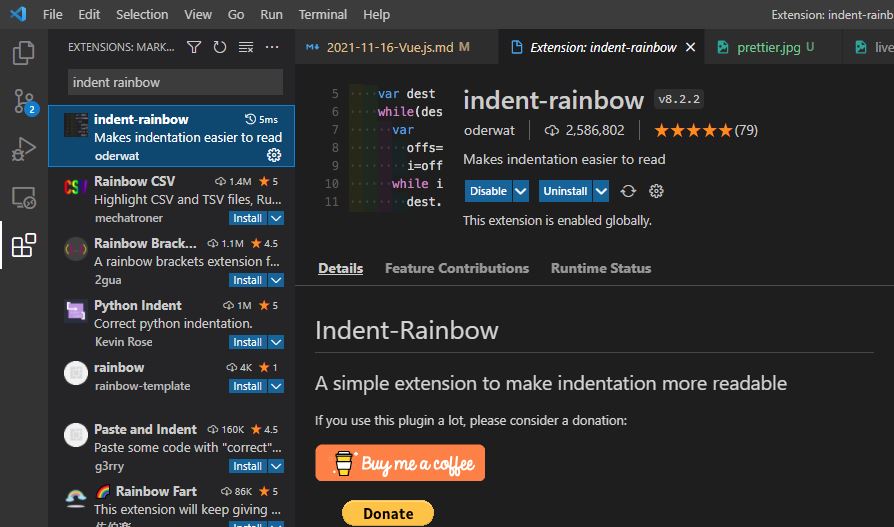 File Edit Selection View Go Run Terminal Help Extension: indent-rainb
EXTENSIONS: MARK...
indent rainbow
indent-rainbow 5ms
Makes indentation easier to read
oderwat
Rainbow CSV 1.4M 5
Highlight CSV and TSV files, Ru...
mechatroner Install
Rainbow Brack... 1.1M 4.5
A rainbow brackets extension f...
2gua Install
Python Indent 1M 5
Correct python indentation.
Kevin Rose Install
rainbow 4K 1
rainbow-template Install
Paste and Indent 160K 4.5
Paste some code with "correct"...
g3rry Install
🌈 Rainbow Fart 86K 5
This extension will keep giving ...
2
2021-11-16-Vue.js.md M Extension: indent-rainbow prettier.jpg U live
5 var dest
6 while(des
7 var
8 offs=
9 i=off
10 while i
11 dest.
indent-rainbow v8.2.2
oderwat 2,586,802 (79)
Makes indentation easier to read
Disable Uninstall
This extension is enabled globally.
Details Feature Contributions Runtime Status
Indent-Rainbow
A simple extension to make indentation more readable
If you use this plugin a lot, please consider a donation:
Buy me a coffee
Donate